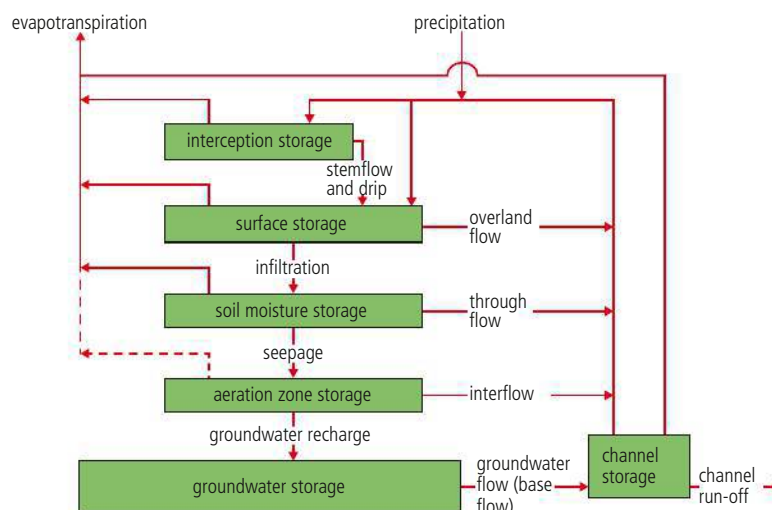 evapotranspiration
precipitation
interception storage
stemflow
and drip
surface storage
overland
flow
infiltration
soil moisture storage
through
flow
seepage
aeration zone storage
interflow
groundwater recharge
groundwater storage
groundwater
flow (base
flow)
channel
storage
channel
run-off